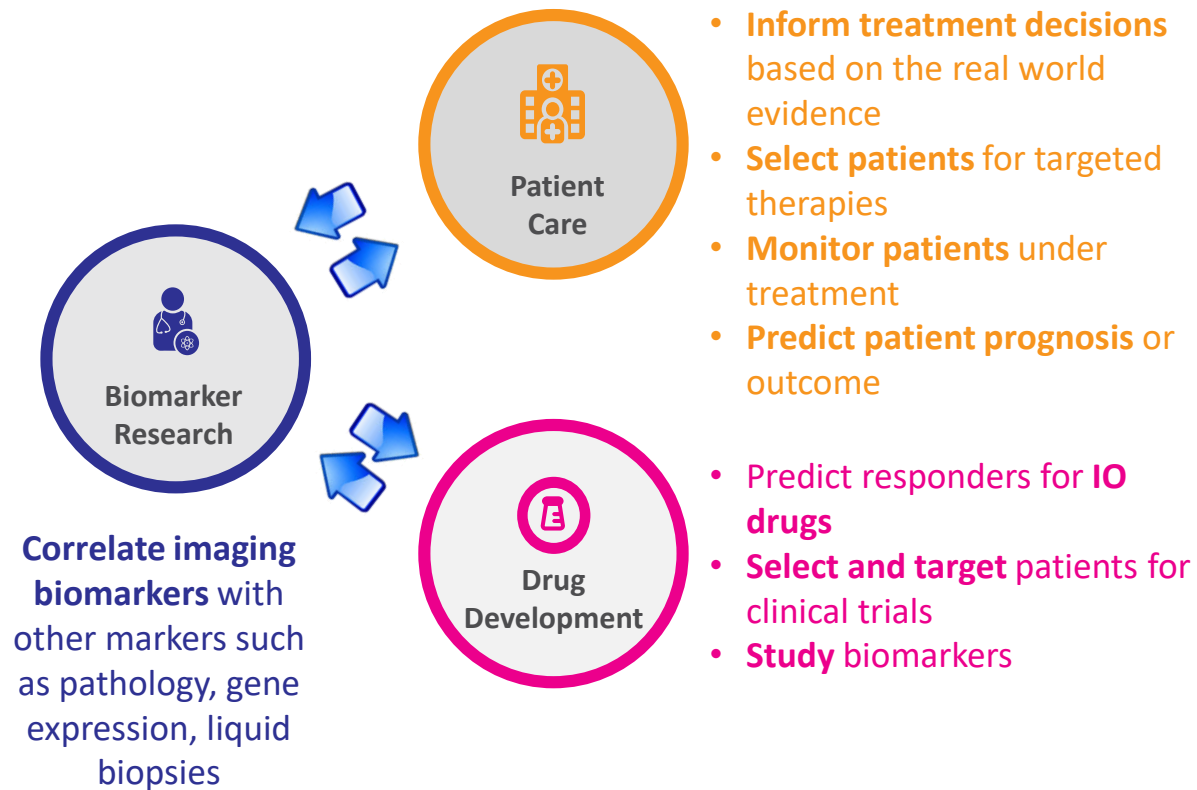 Biomarker
Research
Correlate imaging
biomarkers with
other markers such
as pathology, gene
expression, liquid
biopsies
Patient
Care
• Inform treatment decisions
based on the real world
evidence
• Select patients for targeted
therapies
• Monitor patients under
treatment
• Predict patient prognosis or
outcome
Drug
Development
• Predict responders for IO
drugs
• Select and target patients for
clinical trials
• Study biomarkers